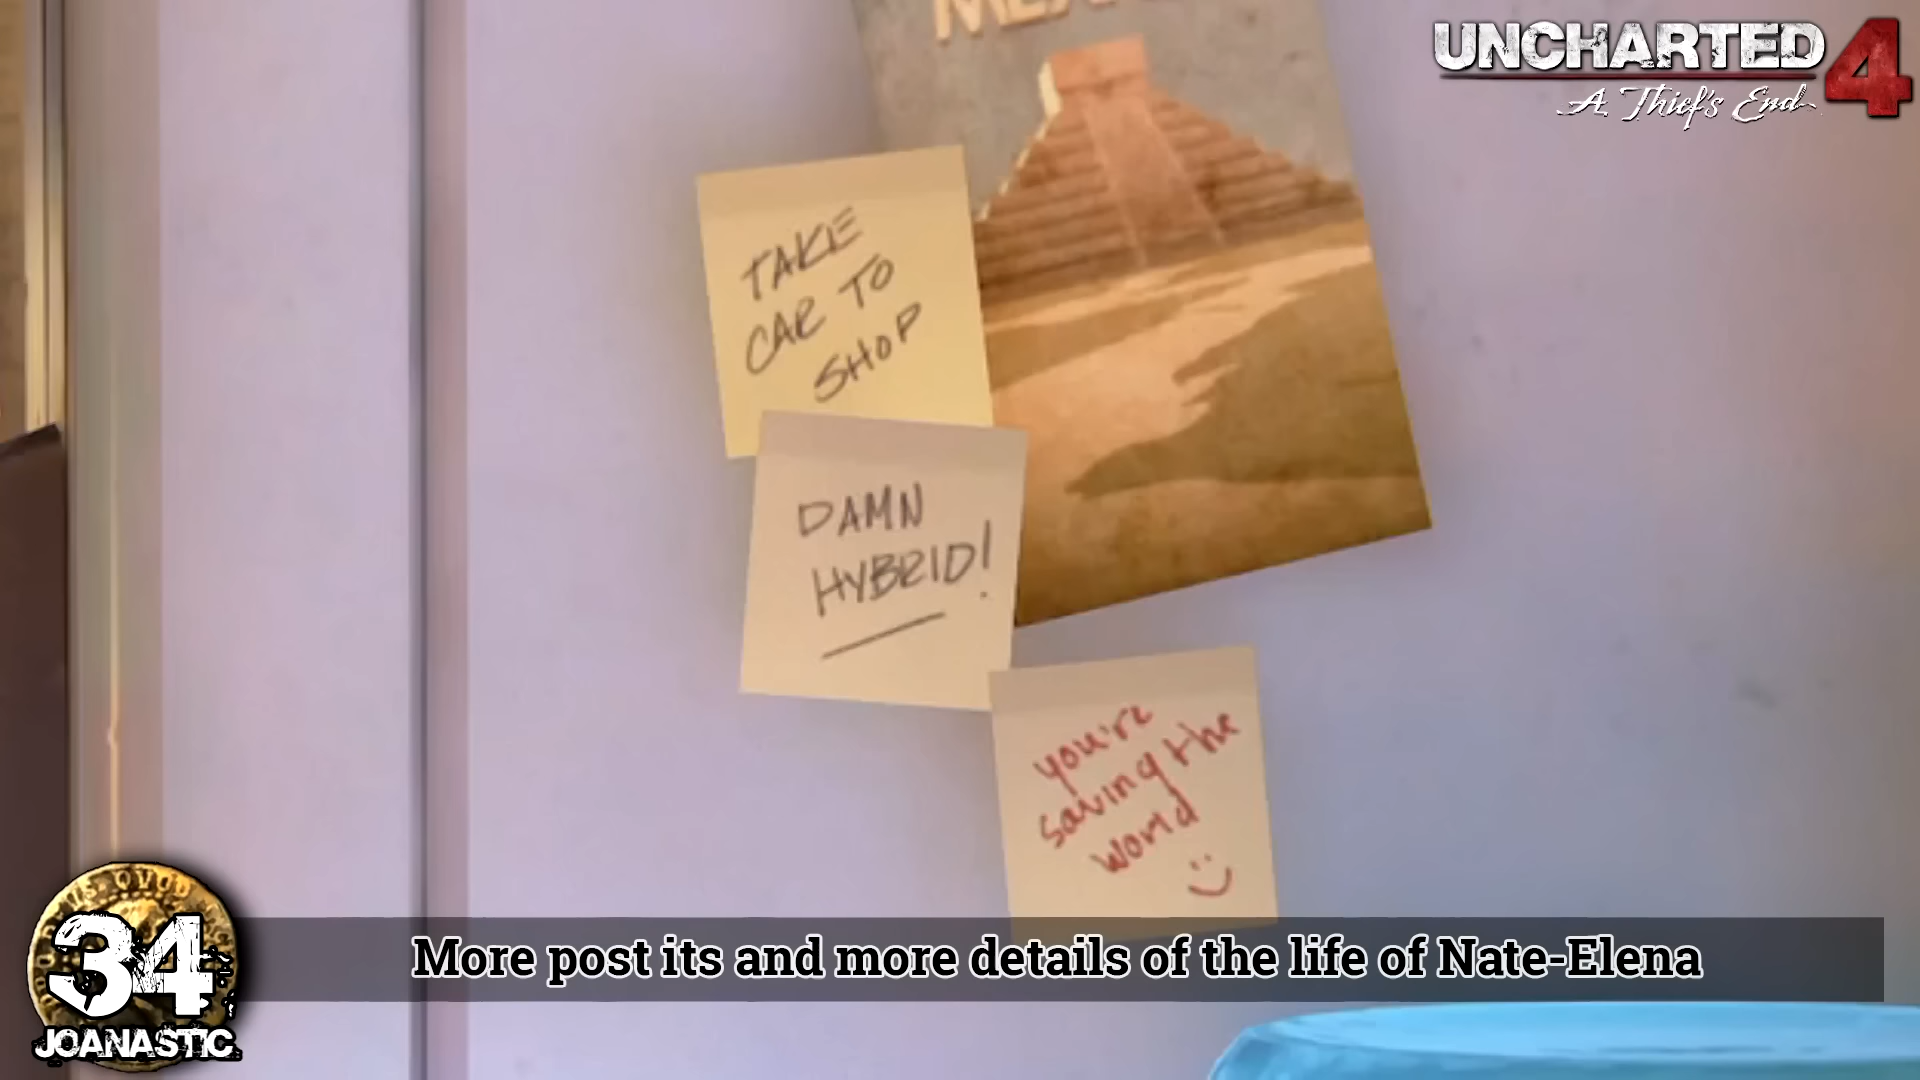 UNCHARTED 4
A Thief's End
TAKE
CAR TO
SHOP
DAMN
HYBRID!
you're
saving the
world
:)
34
JOANASTIC
More post its and more details of the life of Nate-Elena